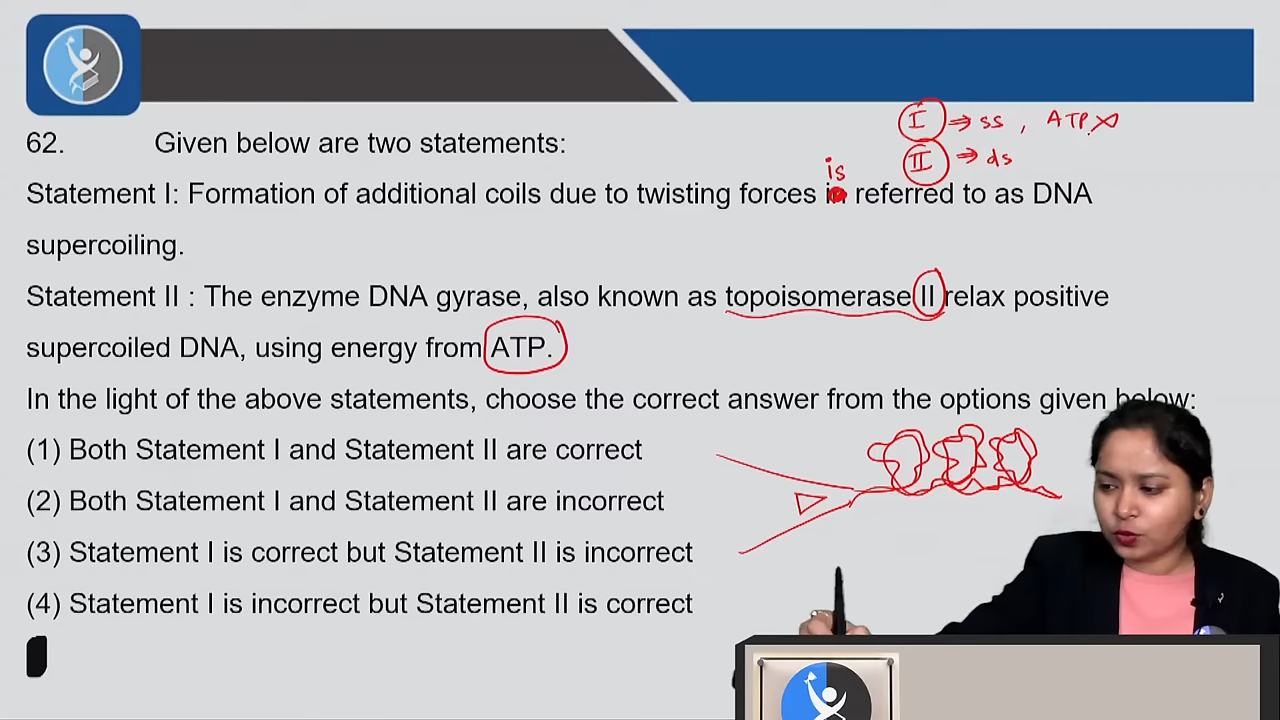 I ⇒ ss, ATP X
II ⇒ ds
62. Given below are two statements:
is
Statement I: Formation of additional coils due to twisting forces in referred to as DNA
supercoiling.
Statement II : The enzyme DNA gyrase, also known as topoisomerase II relax positive
supercoiled DNA, using energy from ATP.
In the light of the above statements, choose the correct answer from the options given below:
(1) Both Statement I and Statement II are correct
(2) Both Statement I and Statement II are incorrect
(3) Statement I is correct but Statement II is incorrect
(4) Statement I is incorrect but Statement II is correct